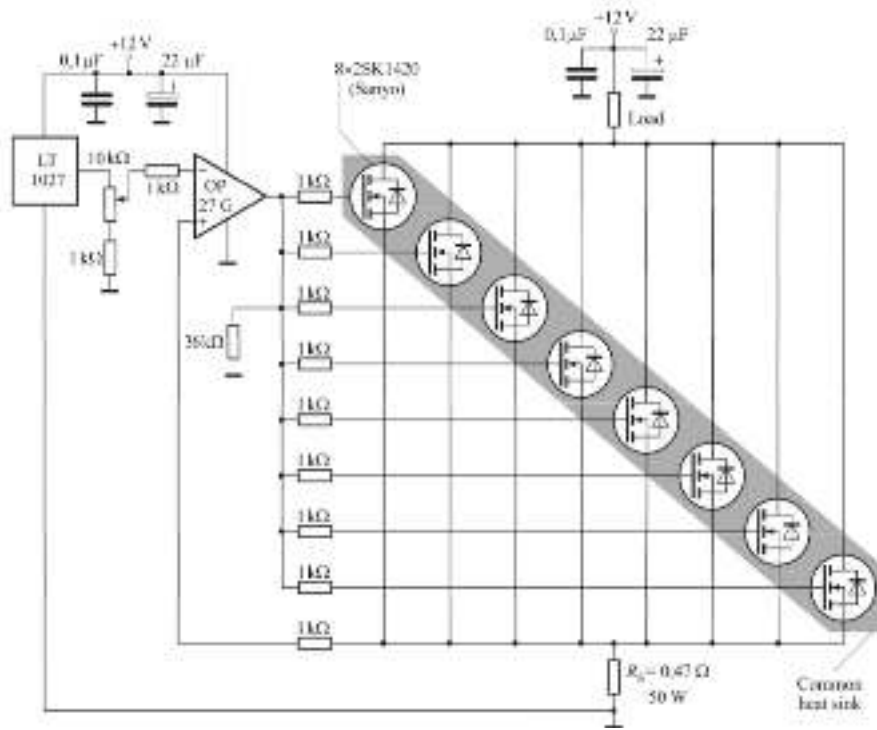 +12 V
0,1 µF
22 µF
+
LT
1027
10 kΩ
1 kΩ
1 kΩ
−
OP
27 G
+
36 kΩ
8×2SK1420
(Sanyo)
+12 V
0,1 µF
22 µF
+
Load
1 kΩ
1 kΩ
1 kΩ
1 kΩ
1 kΩ
1 kΩ
1 kΩ
1 kΩ
1 kΩ
= 0,47 Ω
50 W
Common
heat sink